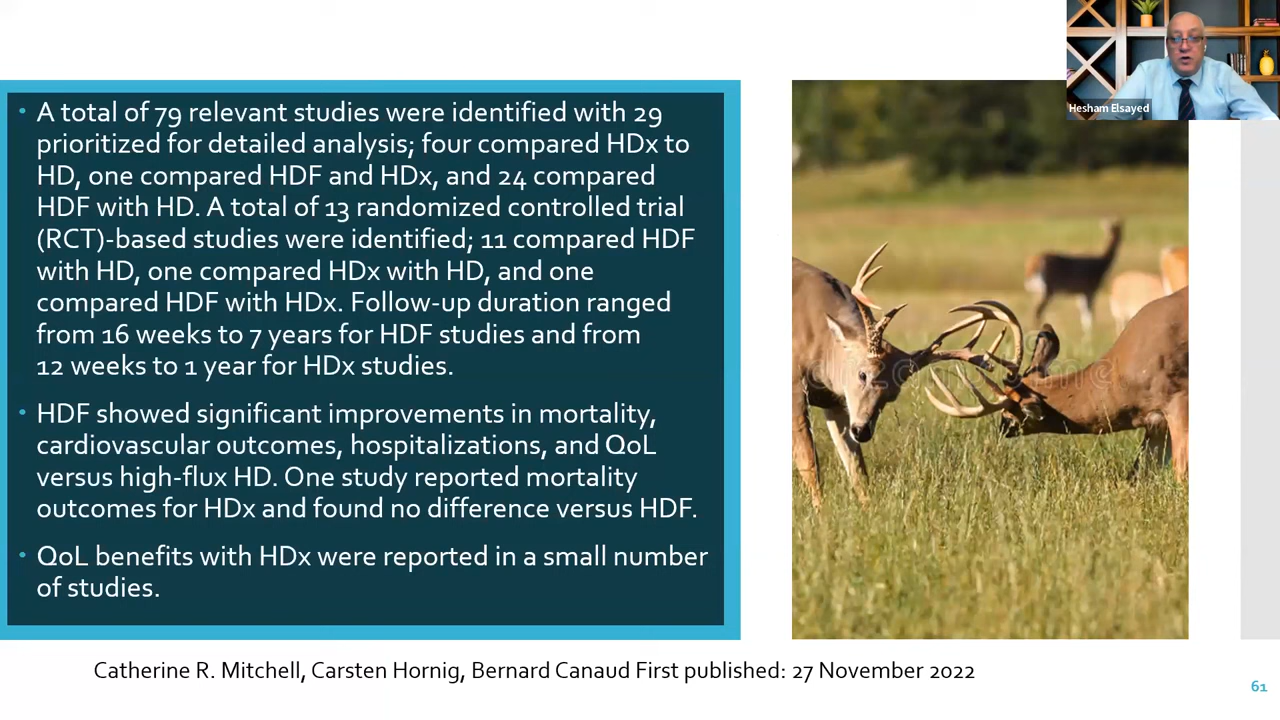 Hesham Elsayed
• A total of 79 relevant studies were identified with 29
prioritized for detailed analysis; four compared HDx to
HD, one compared HDF and HDx, and 24 compared
HDF with HD. A total of 13 randomized controlled trial
(RCT)-based studies were identified; 11 compared HDF
with HD, one compared HDx with HD, and one
compared HDF with HDx. Follow-up duration ranged
from 16 weeks to 7 years for HDF studies and from
12 weeks to 1 year for HDx studies.
• HDF showed significant improvements in mortality,
cardiovascular outcomes, hospitalizations, and QoL
versus high-flux HD. One study reported mortality
outcomes for HDx and found no difference versus HDF.
• QoL benefits with HDx were reported in a small number
of studies.
Catherine R. Mitchell, Carsten Hornig, Bernard Canaud First published: 27 November 2022
61